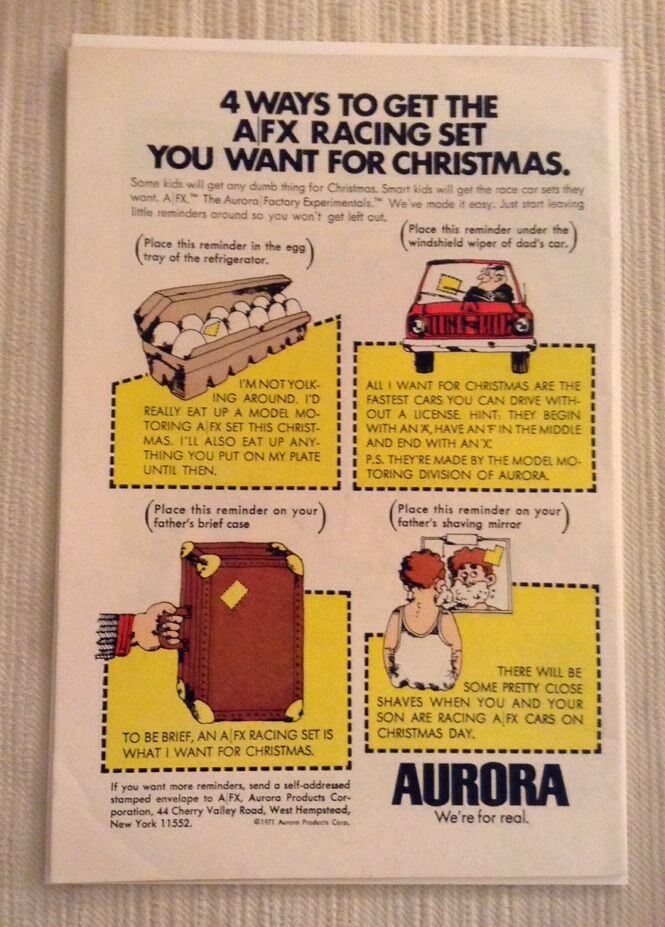 4 WAYS TO GET THE
A|FX RACING SET
YOU WANT FOR CHRISTMAS.
Some kids will get any dumb thing for Christmas. Smart kids will get the race car sets they
want. A|FX.™ The Aurora Factory Experimentals.™ We've made it easy. Just start leaving
little reminders around so you won't get left out.
(Place this reminder in the egg
tray of the refrigerator.)
(Place this reminder under the
windshield wiper of dad's car.)
I'M NOT YOLK-
ING AROUND. I'D
REALLY EAT UP A MODEL MO-
TORING A|FX SET THIS CHRIST-
MAS. I'LL ALSO EAT UP ANY-
THING YOU PUT ON MY PLATE
UNTIL THEN.
ALL I WANT FOR CHRISTMAS ARE THE
FASTEST CARS YOU CAN DRIVE WITH-
OUT A LICENSE. HINT: THEY BEGIN
WITH AN 'A', HAVE AN 'F' IN THE MIDDLE
AND END WITH AN 'X'.
P.S. THEY'RE MADE BY THE MODEL MO-
TORING DIVISION OF AURORA.
(Place this reminder on your
father's brief case)
(Place this reminder on your
father's shaving mirror)
TO BE BRIEF, AN A|FX RACING SET IS
WHAT I WANT FOR CHRISTMAS.
THERE WILL BE
SOME PRETTY CLOSE
SHAVES WHEN YOU AND YOUR
SON ARE RACING A|FX CARS ON
CHRISTMAS DAY.
If you want more reminders, send a self-addressed
stamped envelope to A|FX, Aurora Products Cor-
poration, 44 Cherry Valley Road, West Hempstead,
New York 11552.
©1971 Aurora Products Corp.
AURORA
We're for real.